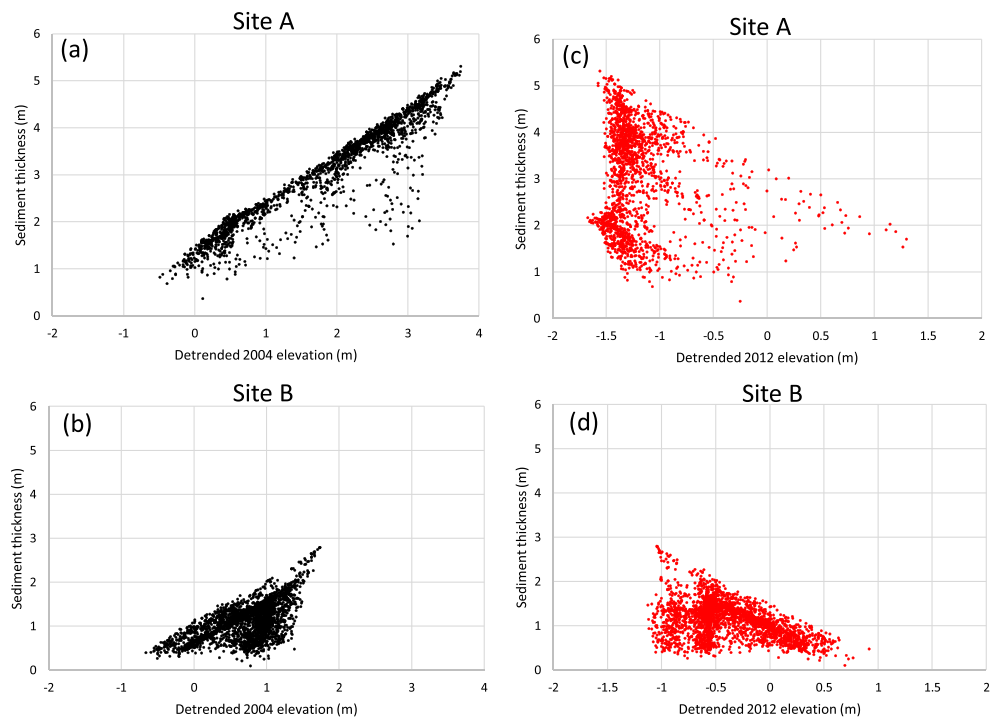 Site A
(a)
6
5
4
3
2
1
0
Sediment thickness (m)
-2 -1 0 1 2 3 4
Detrended 2004 elevation (m)
Site A
(c)
6
5
4
3
2
1
0
Sediment thickness (m)
-2 -1.5 -1 -0.5 0 0.5 1 1.5 2
Detrended 2012 elevation (m)
Site B
(b)
6
5
4
3
2
1
0
Sediment thickness (m)
-2 -1 0 1 2 3 4
Detrended 2004 elevation (m)
Site B
(d)
6
5
4
3
2
1
0
Sediment thickness (m)
-2 -1.5 -1 -0.5 0 0.5 1 1.5 2
Detrended 2012 elevation (m)